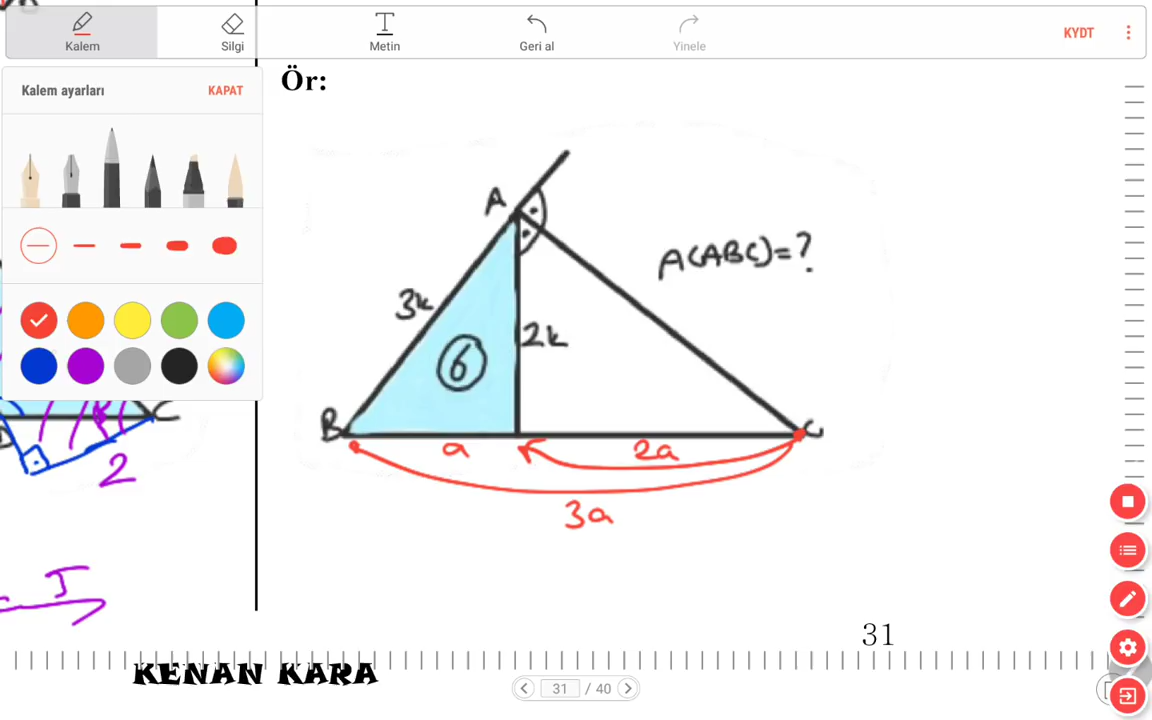 Kalem
Silgi
Metin
Geri al
Yinele
KYDT
Kalem ayarları
KAPAT
Ör:
A
A(ABC)=?
3k
2k
6
B
C
a
2a
3a
C
2
I
31
KENAN KARA
31 / 40